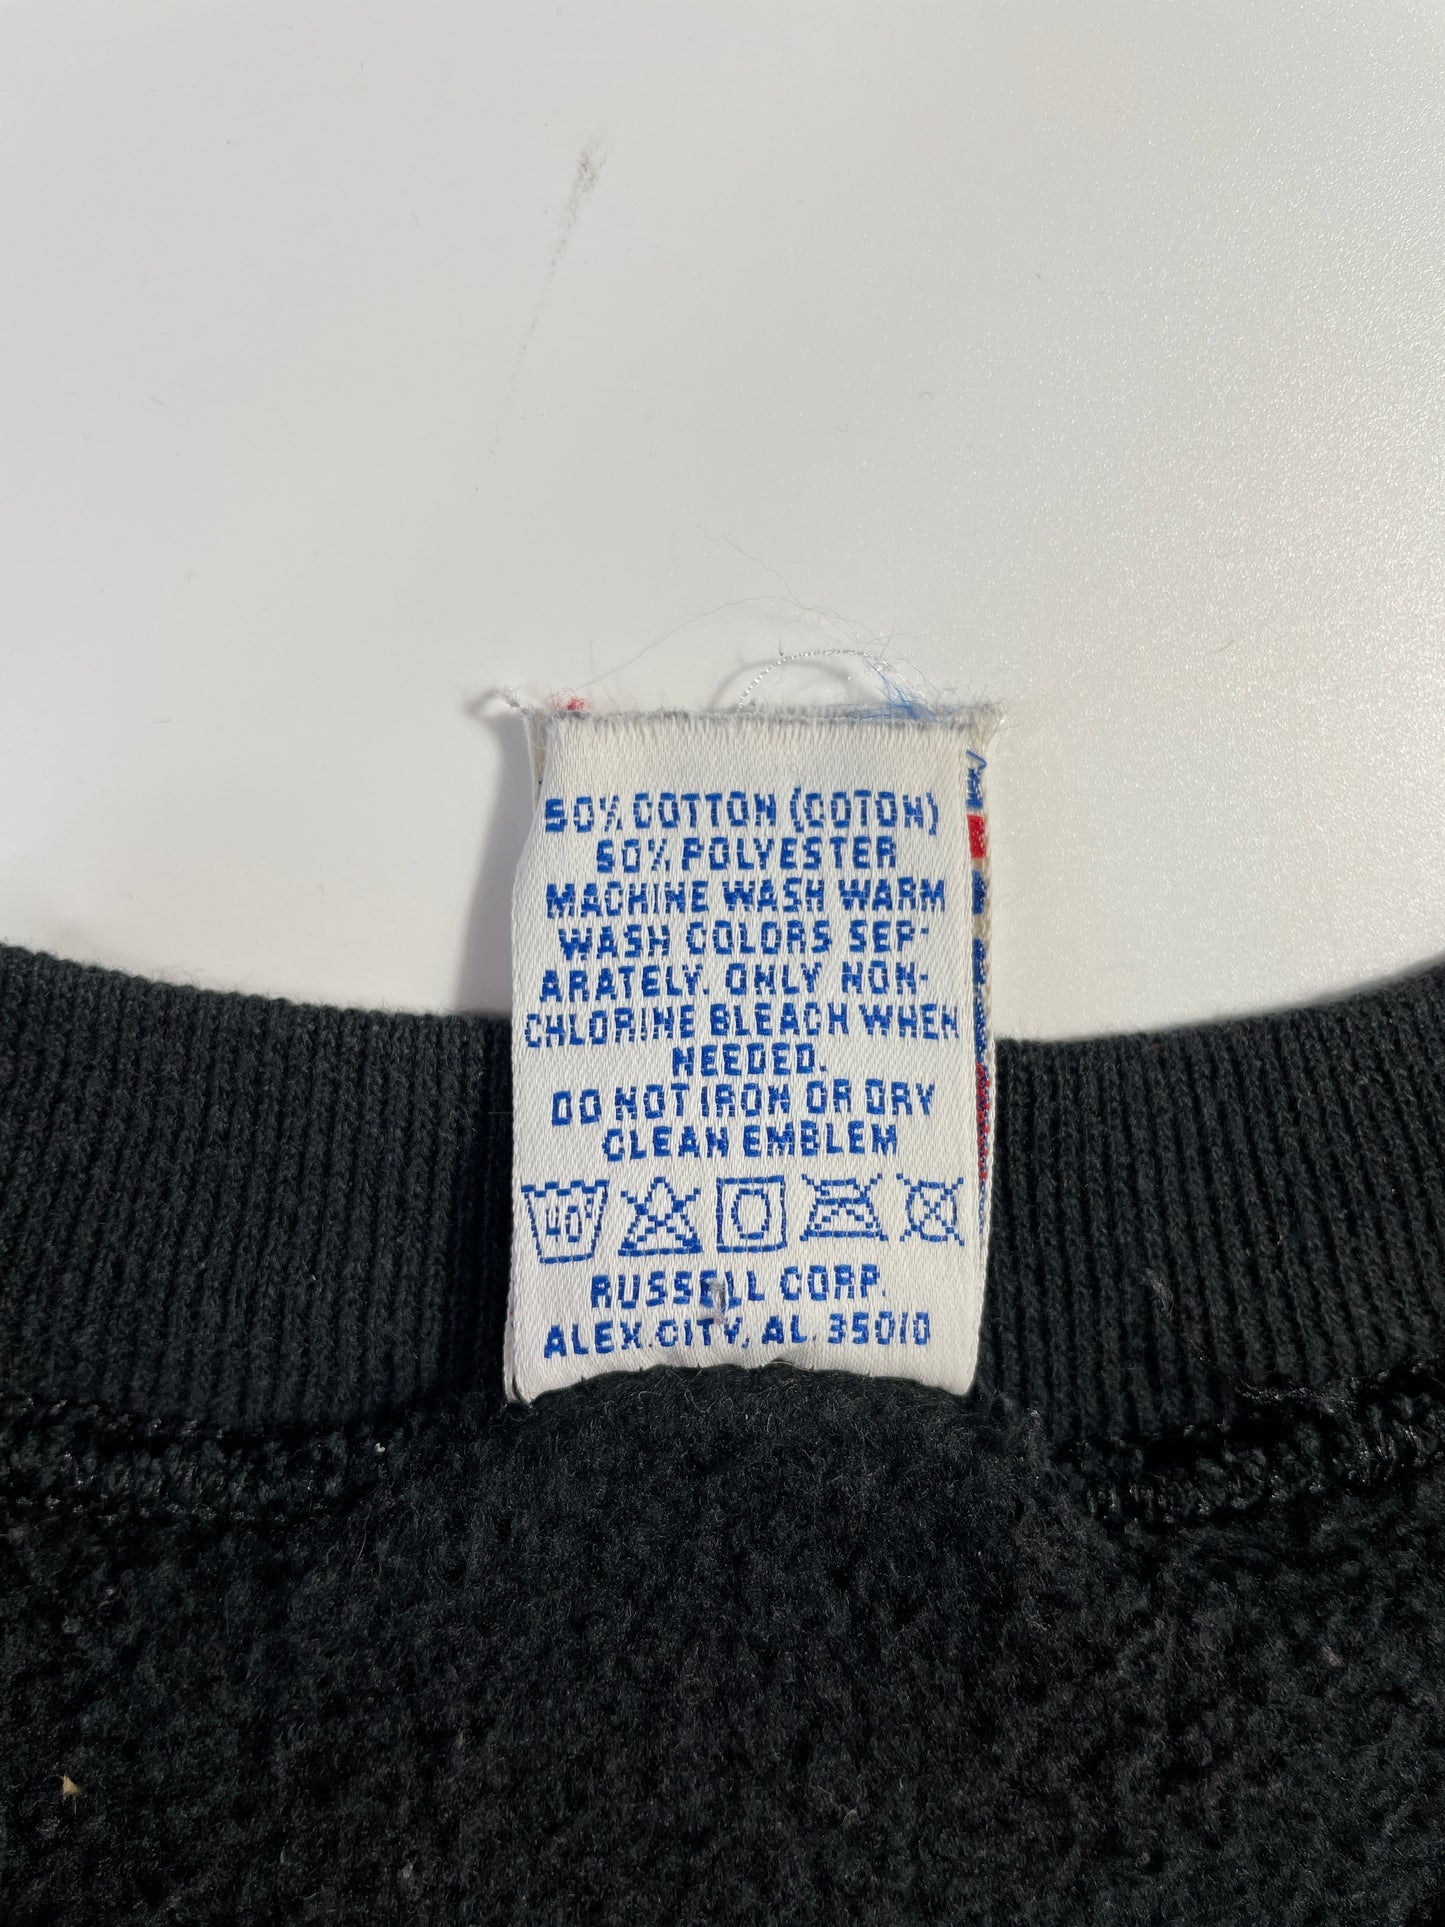 50% COTTON (COTON)
50% POLYESTER
MACHINE WASH WARM
WASH COLORS SEP-
ARATELY. ONLY NON-
CHLORINE BLEACH WHEN
NEEDED.
DO NOT IRON OR DRY
CLEAN EMBLEM
40°
RUSSELL CORP.
ALEX.CITY, AL. 35010